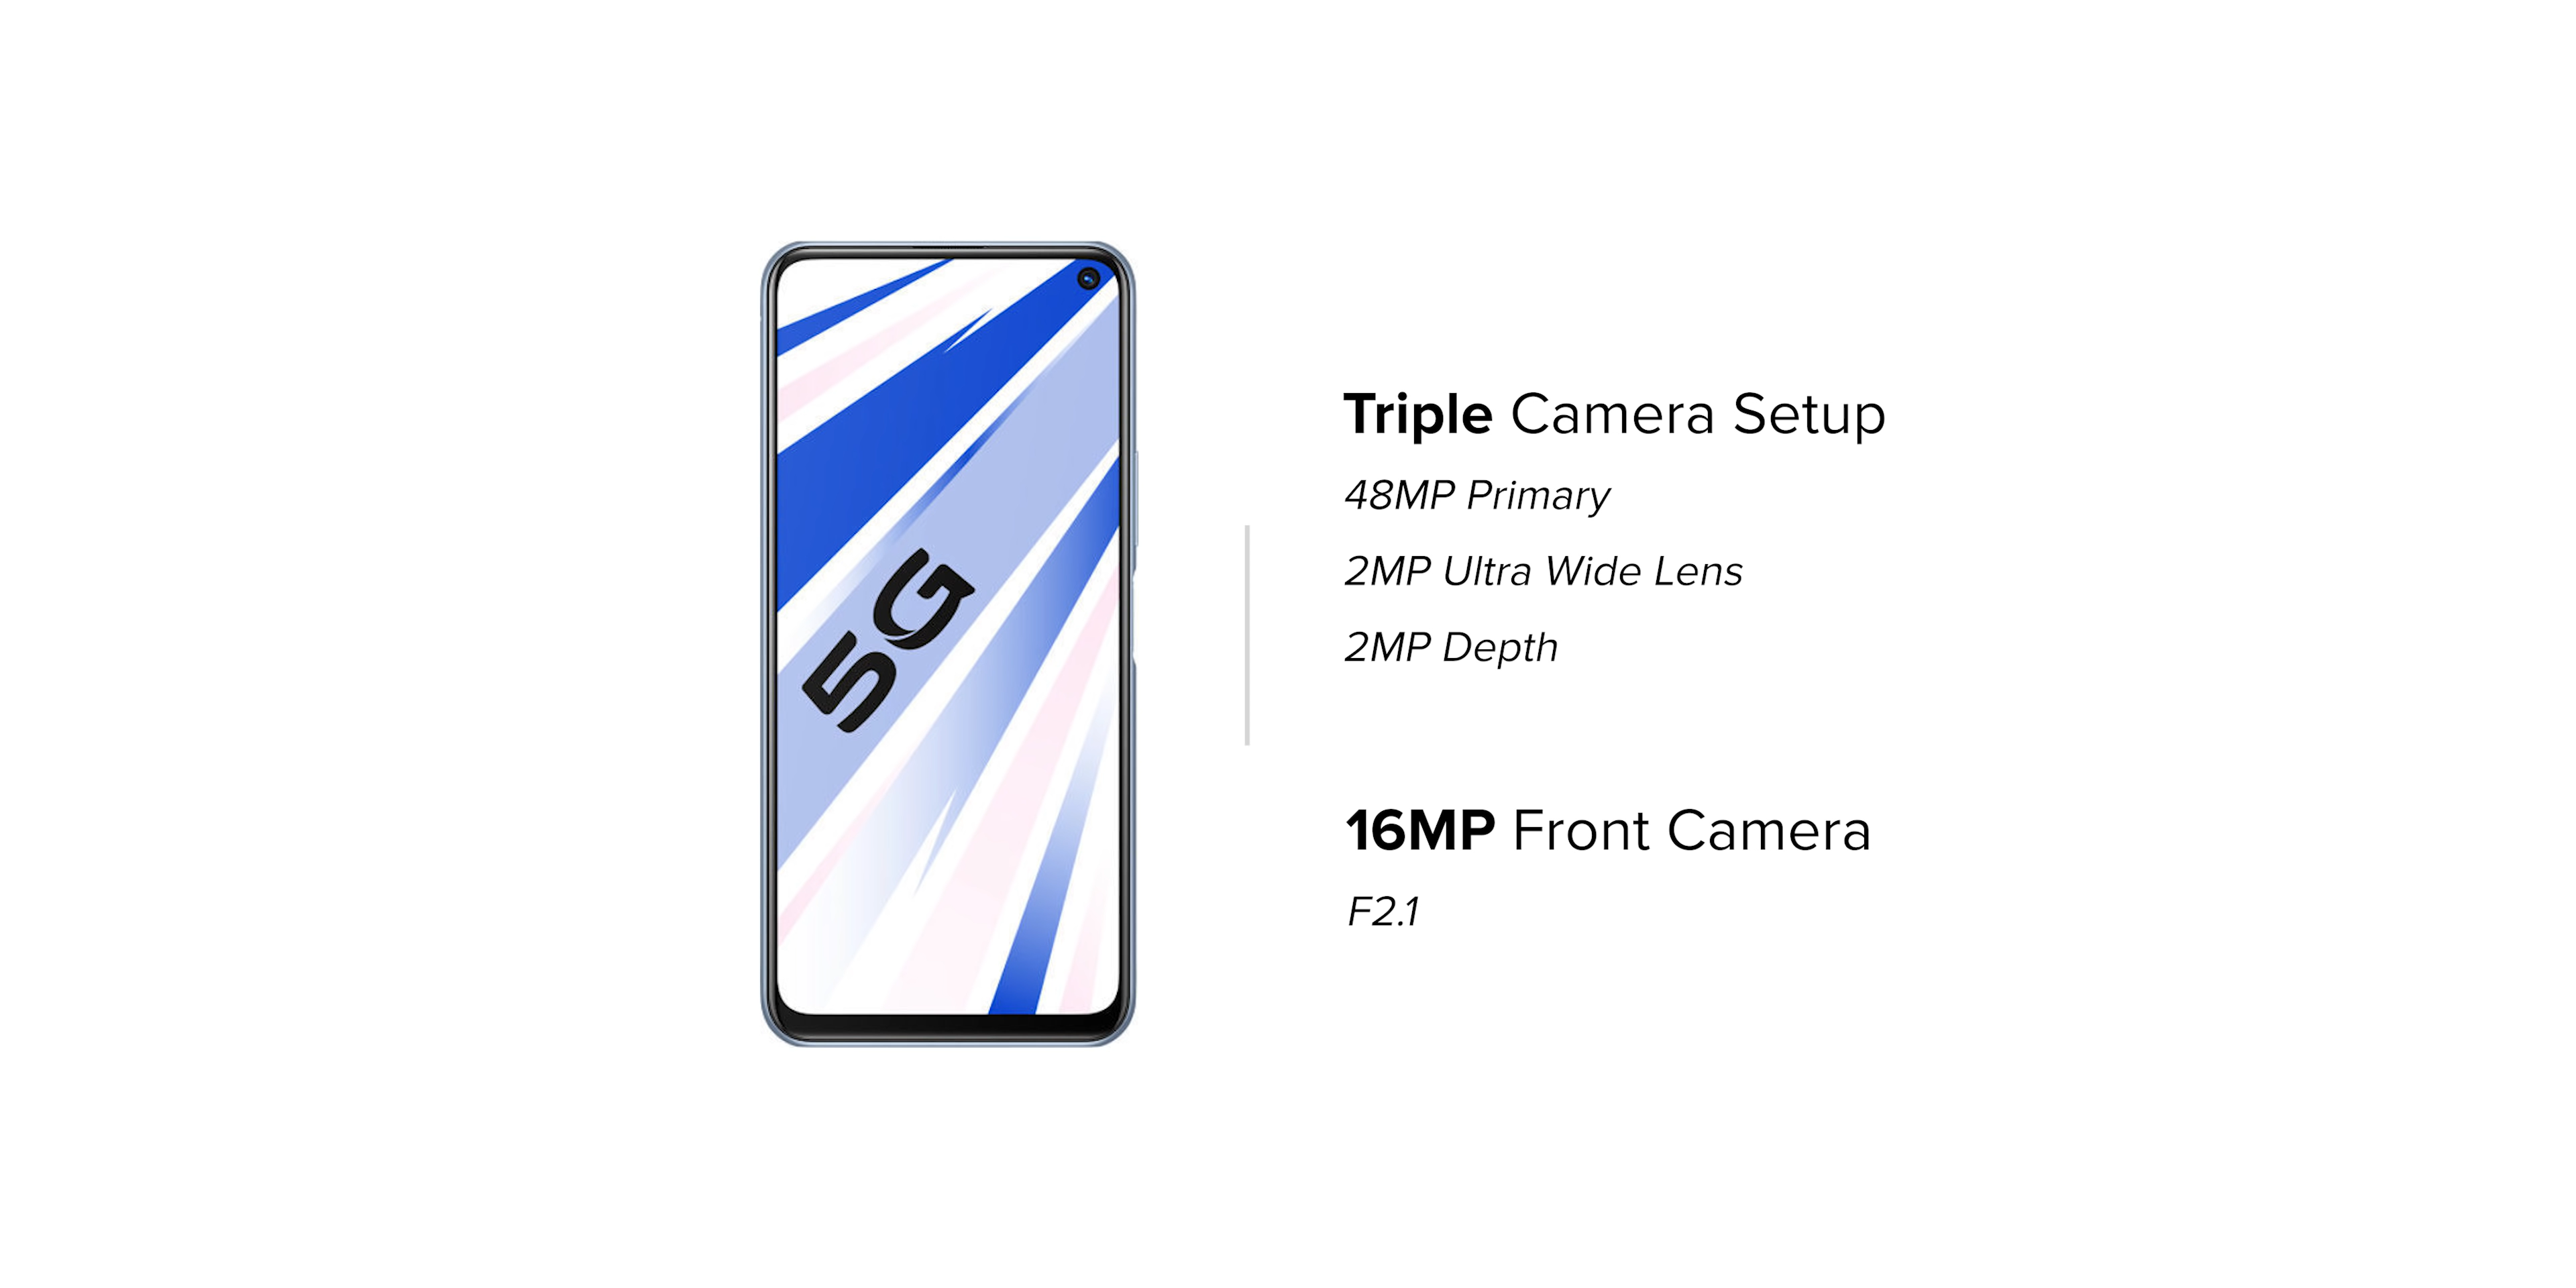 5G
Triple Camera Setup
48MP Primary
2MP Ultra Wide Lens
2MP Depth
16MP Front Camera
F2.1